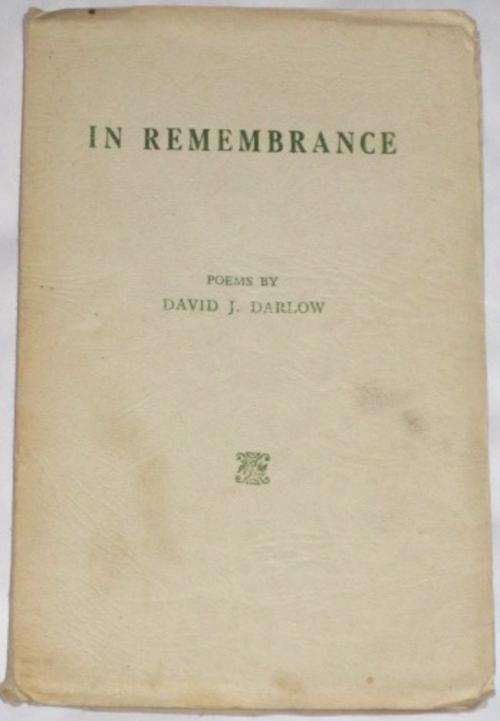 IN REMEMBRANCE
POEMS BY
DAVID J. DARLOW